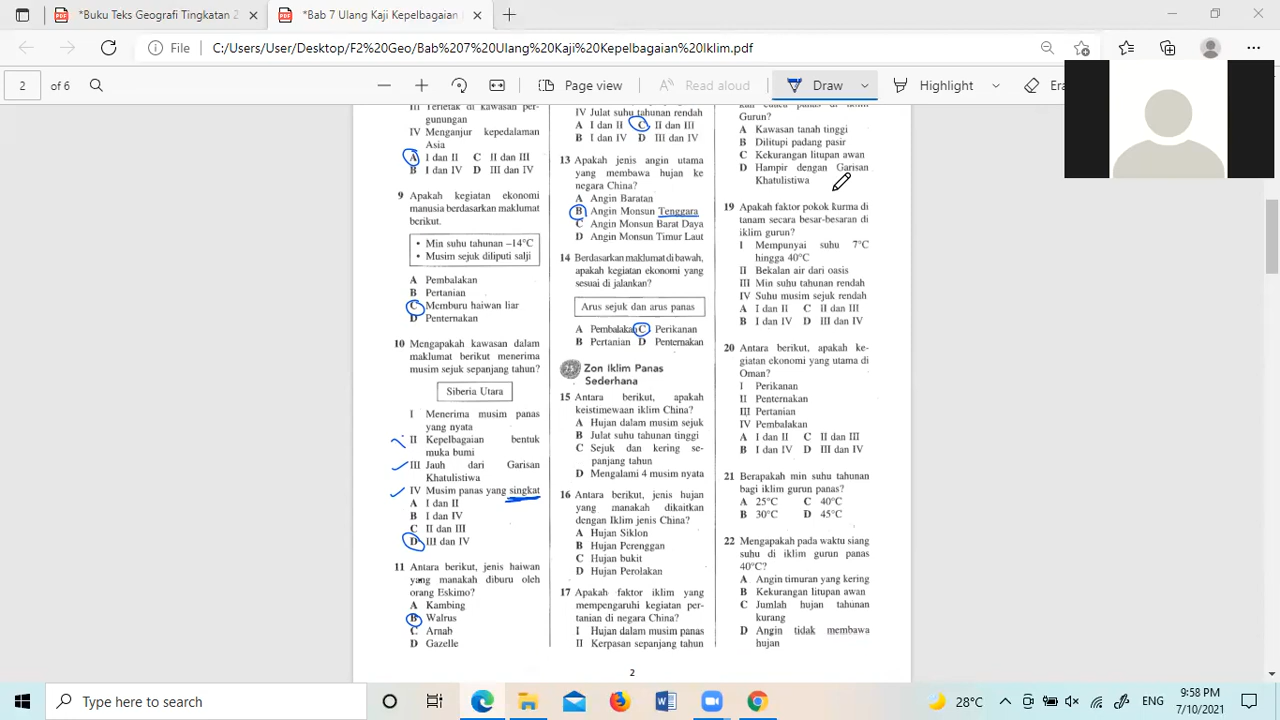 *Buku Teks Geografi Tingkatan 2
*Bab 7 Ulang Kaji Kepelbagaian
File
C:/Users/User/Desktop/F2%20Geo/Bab%207%20Ulang%20Kaji%20Kepelbagaian%20Iklim.pdf
2 of 6
Page view
Read aloud
Draw
Highlight
Era
III Terletak di kawasan per-
gunungan
IV Menganjur kepedalaman
Asia
A I dan II C II dan III
B I dan IV D III dan IV
9 Apakah kegiatan ekonomi
manusia berdasarkan maklumat
berikut.
• Min suhu tahunan –14°C
• Musim sejuk diliputi salji
A Pembalakan
B Pertanian
C Memburu haiwan liar
D Penternakan
10 Mengapakah kawasan dalam
maklumat berikut menerima
musim sejuk sepanjang tahun?
Siberia Utara
I Menerima musim panas
yang nyata
II Kepelbagaian bentuk
muka bumi
III Jauh dari Garisan
Khatulistiwa
IV Musim panas yang singkat
A I dan II
B I dan IV
C II dan III
D III dan IV
11 Antara berikut, jenis haiwan
yang manakah diburu oleh
orang Eskimo?
A Kambing
B Walrus
C Arnab
D Gazelle
IV Julat suhu tahunan rendah
A I dan II C II dan III
B I dan IV D III dan IV
13 Apakah jenis angin utama
yang membawa hujan ke
negara China?
A Angin Baratan
B Angin Monsun Tenggara
C Angin Monsun Barat Daya
D Angin Monsun Timur Laut
14 Berdasarkan maklumat di bawah,
apakah kegiatan ekonomi yang
sesuai di jalankan?
Arus sejuk dan arus panas
A Pembalakan C Perikanan
B Pertanian D Penternakan
Zon Iklim Panas
Sederhana
15 Antara berikut, apakah
keistimewaan iklim China?
A Hujan dalam musim sejuk
B Julat suhu tahunan tinggi
C Sejuk dan kering se-
panjang tahun
D Mengalami 4 musim nyata
16 Antara berikut, jenis hujan
yang manakah dikaitkan
dengan Iklim jenis China?
A Hujan Siklon
B Hujan Perenggan
C Hujan bukit
D Hujan Perolakan
17 Apakah faktor iklim yang
mempengaruhi kegiatan per-
tanian di negara China?
I Hujan dalam musim panas
II Kerpasan sepanjang tahun
kan cuaca panas di iklim
Gurun?
A Kawasan tanah tinggi
B Dilitupi padang pasir
C Kekurangan litupan awan
D Hampir dengan Garisan
Khatulistiwa
19 Apakah faktor pokok kurma di
tanam secara besar-besaran di
iklim gurun?
I Mempunyai suhu 7°C
hingga 40°C
II Bekalan air dari oasis
III Min suhu tahunan rendah
IV Suhu musim sejuk rendah
A I dan II C II dan III
B I dan IV D III dan IV
20 Antara berikut, apakah ke-
giatan ekonomi yang utama di
Oman?
I Perikanan
II Penternakan
III Pertanian
IV Pembalakan
A I dan II C II dan III
B I dan IV D III dan IV
21 Berapakah min suhu tahunan
bagi iklim gurun panas?
A 25°C C 40°C
B 30°C D 45°C
22 Mengapakah pada waktu siang
suhu di iklim gurun panas
40°C?
A Angin timuran yang kering
B Kekurangan litupan awan
C Jumlah hujan tahunan
kurang
D Angin tidak membawa
hujan
2
Type here to search
28°C
ENG
9:58 PM
7/10/2021